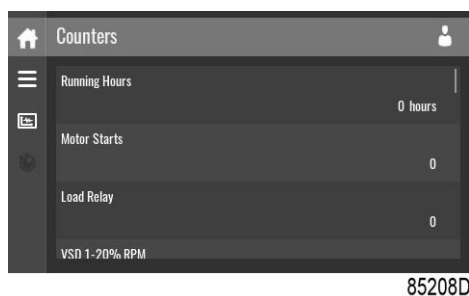 Counters
Running Hours
0 hours
Motor Starts
0
Load Relay
0
VSD 1-20% RPM
85208D